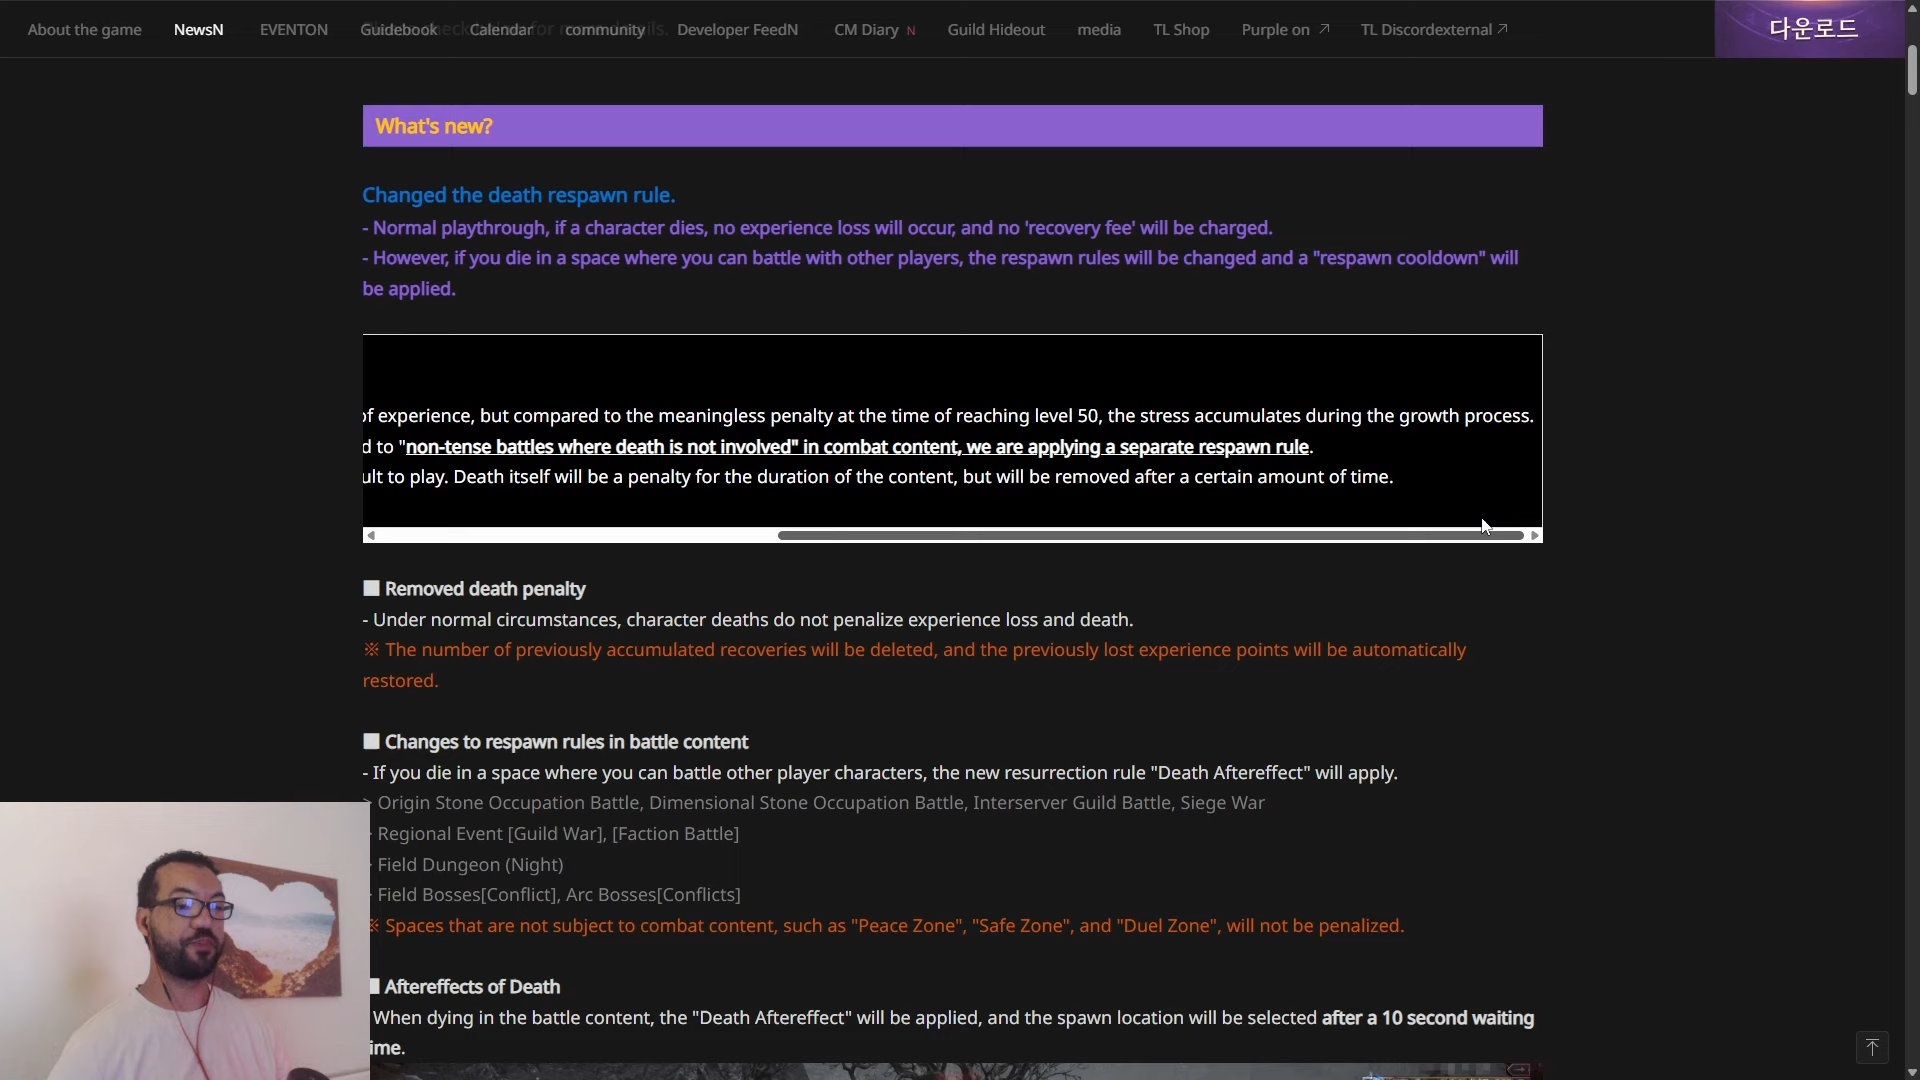 About the game NewsN EVENTON Guidebook Calendar community Developer FeedN CM Diary N Guild Hideout media TL Shop Purple on TL Discordexternal 다운로드
What's new?
Changed the death respawn rule.
- Normal playthrough, if a character dies, no experience loss will occur, and no 'recovery fee' will be charged.
- However, if you die in a space where you can battle with other players, the respawn rules will be changed and a "respawn cooldown" will
be applied.
of experience, but compared to the meaningless penalty at the time of reaching level 50, the stress accumulates during the growth process.
d to "non-tense battles where death is not involved" in combat content, we are applying a separate respawn rule.
ult to play. Death itself will be a penalty for the duration of the content, but will be removed after a certain amount of time.
■ Removed death penalty
- Under normal circumstances, character deaths do not penalize experience loss and death.
※ The number of previously accumulated recoveries will be deleted, and the previously lost experience points will be automatically
restored.
■ Changes to respawn rules in battle content
- If you die in a space where you can battle other player characters, the new resurrection rule "Death Aftereffect" will apply.
> Origin Stone Occupation Battle, Dimensional Stone Occupation Battle, Interserver Guild Battle, Siege War
Regional Event [Guild War], [Faction Battle]
Field Dungeon (Night)
Field Bosses[Conflict], Arc Bosses[Conflicts]
※ Spaces that are not subject to combat content, such as "Peace Zone", "Safe Zone", and "Duel Zone", will not be penalized.
■ Aftereffects of Death
When dying in the battle content, the "Death Aftereffect" will be applied, and the spawn location will be selected after a 10 second waiting
ime.